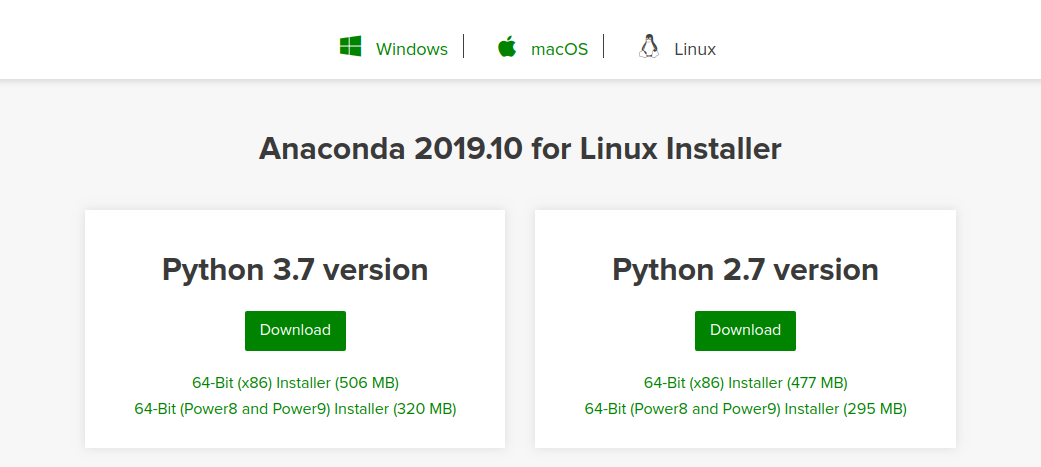 Windows
macOS
Linux
Anaconda 2019.10 for Linux Installer
Python 3.7 version
Download
64-Bit (x86) Installer (506 MB)
64-Bit (Power8 and Power9) Installer (320 MB)
Python 2.7 version
Download
64-Bit (x86) Installer (477 MB)
64-Bit (Power8 and Power9) Installer (295 MB)